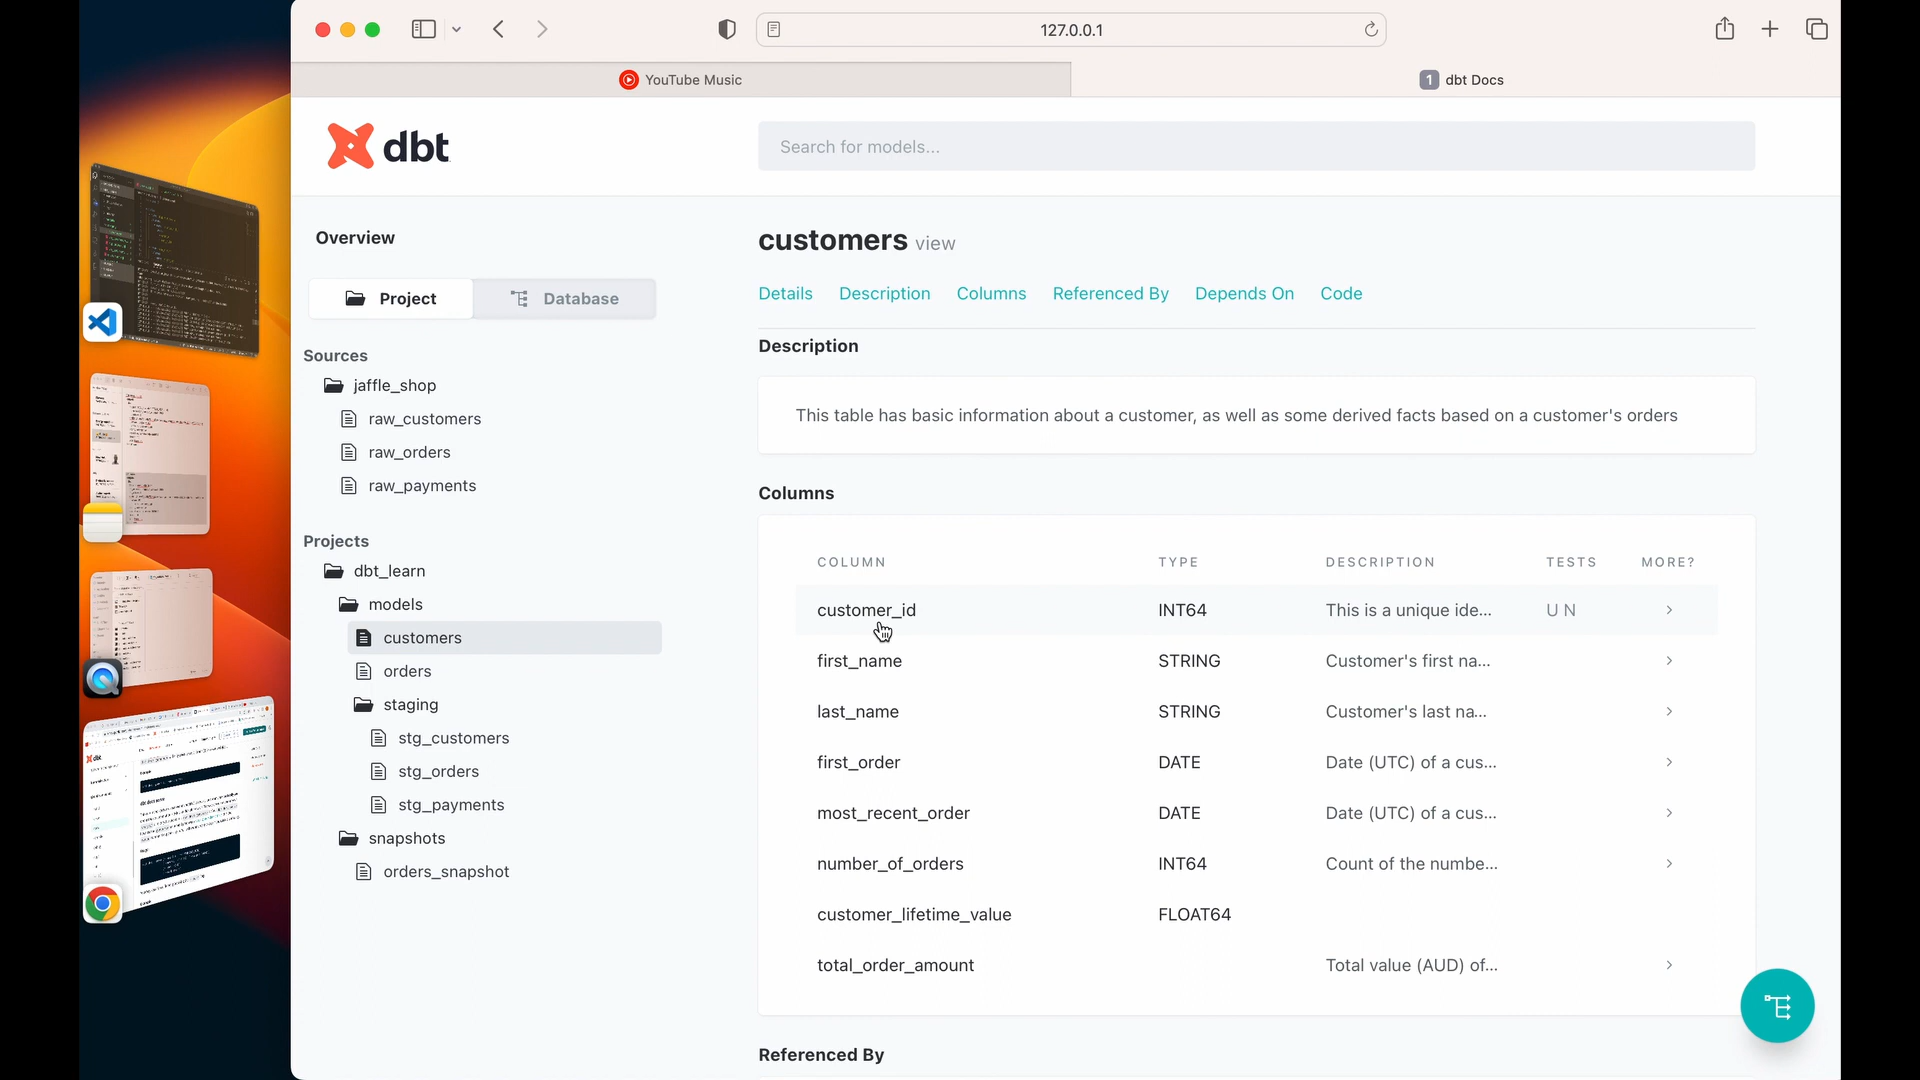 127.0.0.1
YouTube Music
1 dbt Docs
dbt
Search for models...
Overview
Project
Database
Sources
jaffle_shop
raw_customers
raw_orders
raw_payments
Projects
dbt_learn
models
customers
orders
staging
stg_customers
stg_orders
stg_payments
snapshots
orders_snapshot
customers view
Details Description Columns Referenced By Depends On Code
Description
This table has basic information about a customer, as well as some derived facts based on a customer's orders
Columns
COLUMN TYPE DESCRIPTION TESTS MORE?
customer_id INT64 This is a unique ide... U N
first_name STRING Customer's first na...
last_name STRING Customer's last na...
first_order DATE Date (UTC) of a cus...
most_recent_order DATE Date (UTC) of a cus...
number_of_orders INT64 Count of the numbe...
customer_lifetime_value FLOAT64
total_order_amount Total value (AUD) of...
Referenced By
dbt